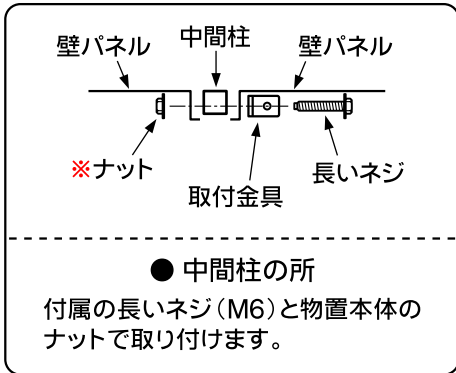 中間柱
壁パネル 壁パネル
※ナット
取付金具
長いネジ
● 中間柱の所
付属の長いネジ（M6）と物置本体の
ナットで取り付けます。